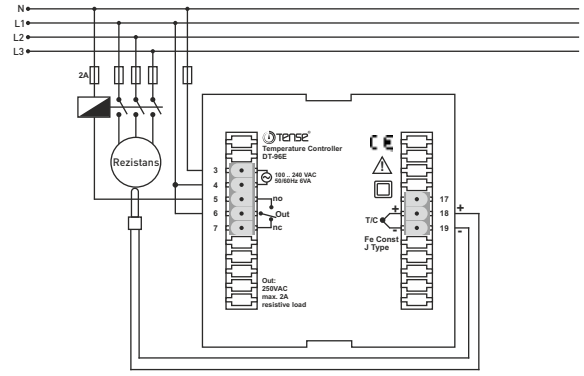 N
L1
L2
L3
2A
Rezistans
TENSE
Temperature Controller
DT-96E
100 .. 240 VAC
50/60Hz 6VA
3
4
5
6
7
no
Out
nc
Out:
250VAC
max. 2A
resistive load
CE
T/C
+
-
Fe Const
J Type
17
18
19
+
-